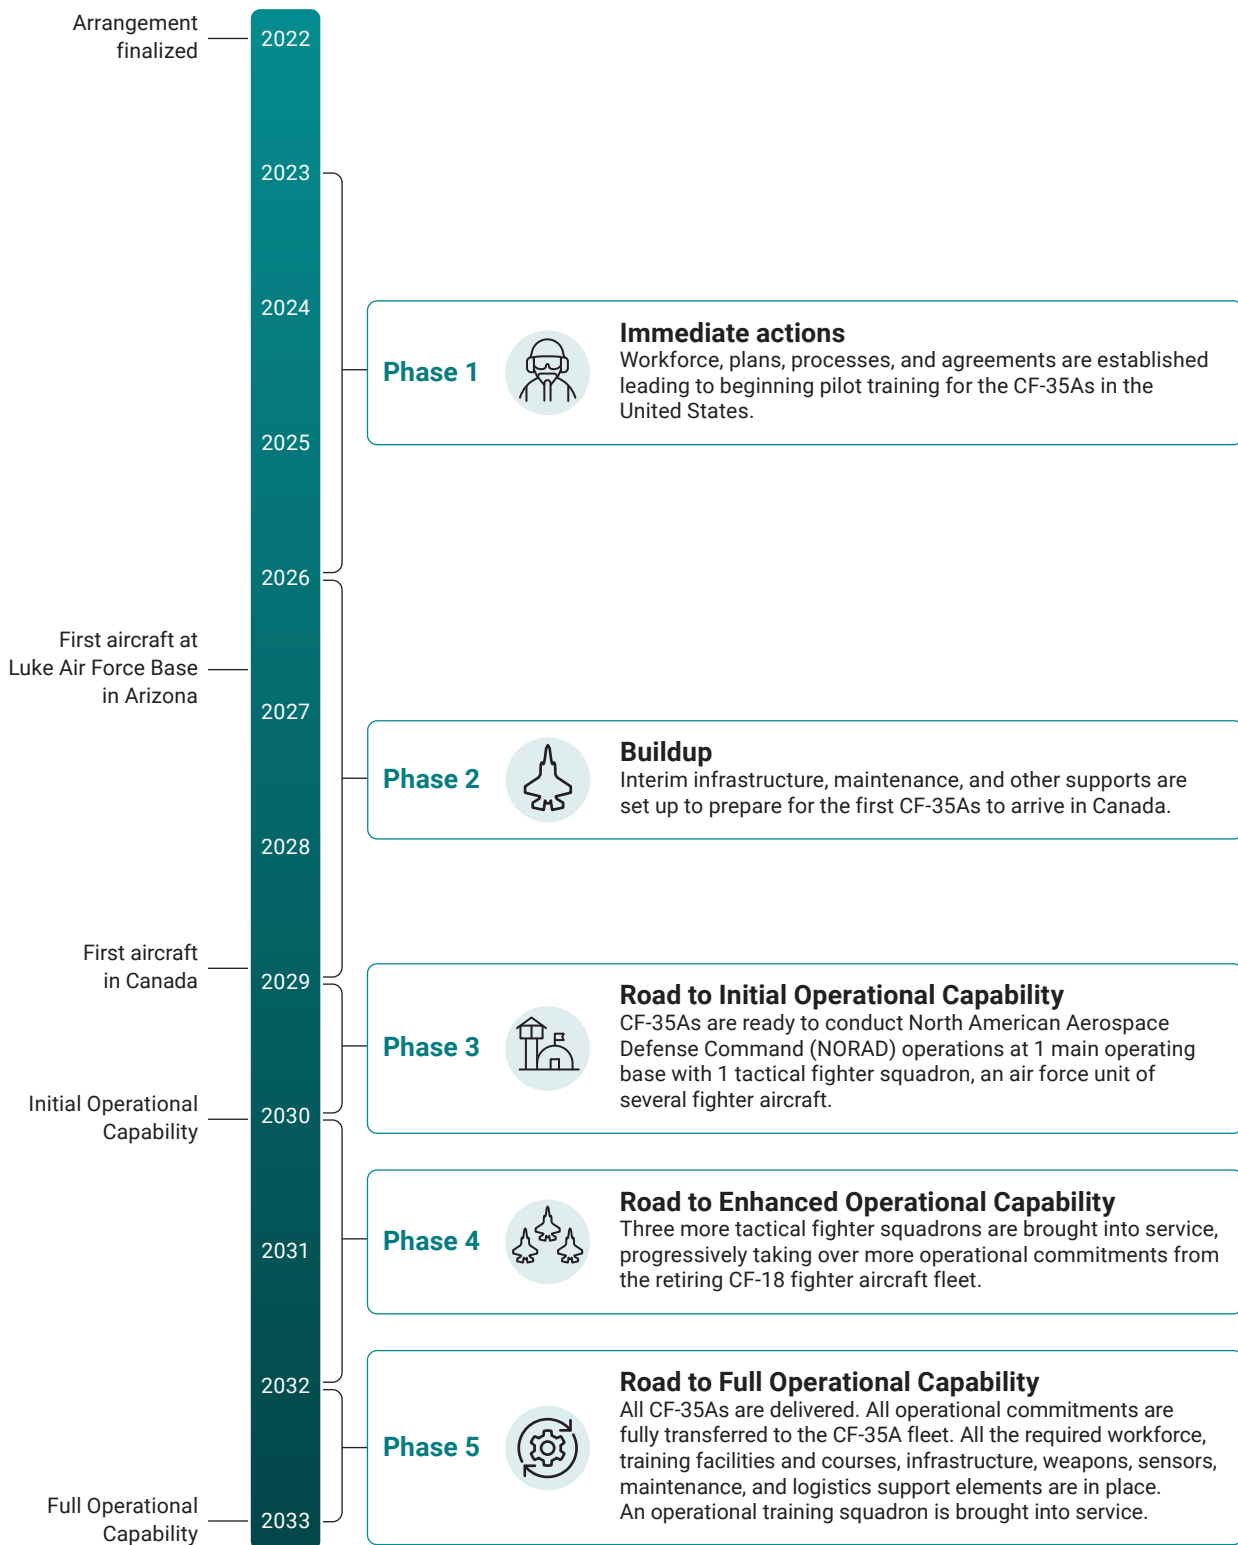 Arrangement
finalized
2022
2023
2024
Phase 1
Immediate actions
Workforce, plans, processes, and agreements are established
leading to beginning pilot training for the CF-35As in the
United States.
2025
2026
First aircraft at
Luke Air Force Base
in Arizona
2027
Phase 2
Buildup
Interim infrastructure, maintenance, and other supports are
set up to prepare for the first CF-35As to arrive in Canada.
2028
First aircraft
in Canada
2029
Phase 3
Road to Initial Operational Capability
CF-35As are ready to conduct North American Aerospace
Defense Command (NORAD) operations at 1 main operating
base with 1 tactical fighter squadron, an air force unit of
several fighter aircraft.
Initial Operational
Capability
2030
Phase 4
Road to Enhanced Operational Capability
Three more tactical fighter squadrons are brought into service,
progressively taking over more operational commitments from
the retiring CF-18 fighter aircraft fleet.
2031
2032
Phase 5
Road to Full Operational Capability
All CF-35As are delivered. All operational commitments are
fully transferred to the CF-35A fleet. All the required workforce,
training facilities and courses, infrastructure, weapons, sensors,
maintenance, and logistics support elements are in place.
An operational training squadron is brought into service.
Full Operational
Capability
2033